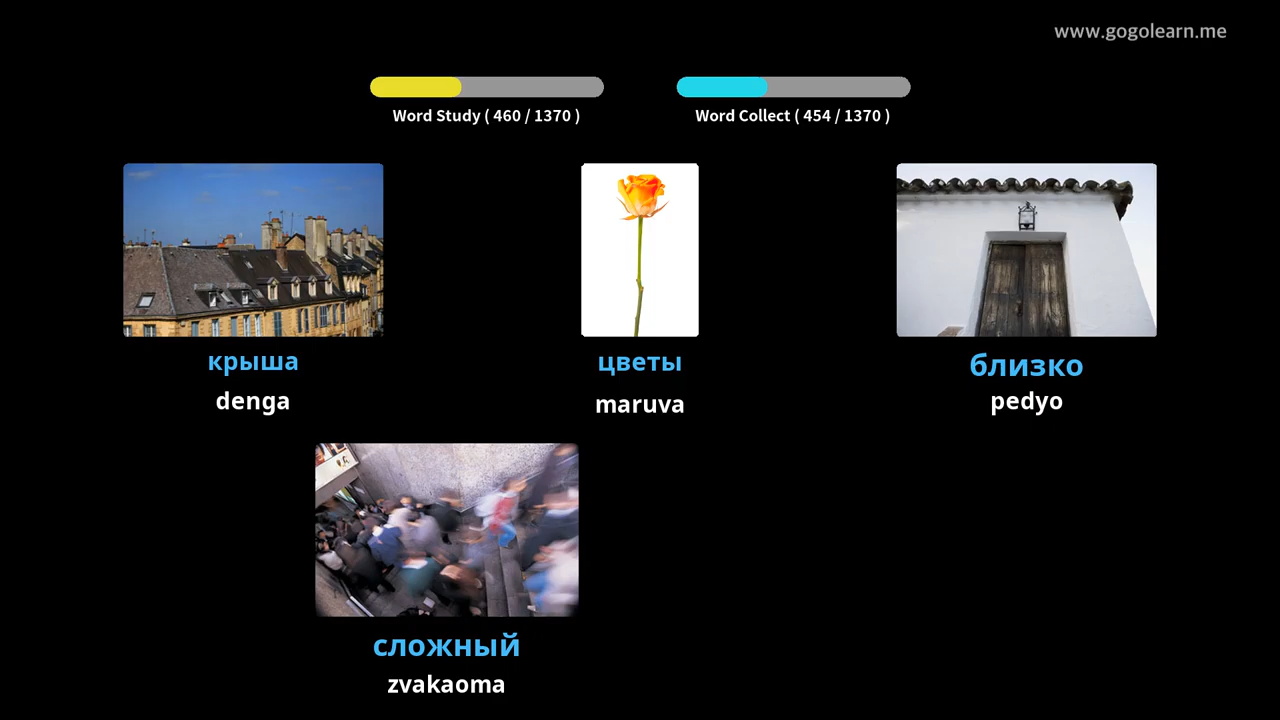 www.gogolearn.me
Word Study ( 460 / 1370 )
Word Collect ( 454 / 1370 )
крыша
denga
цветы
maruva
близко
pedyo
сложный
zvakaoma